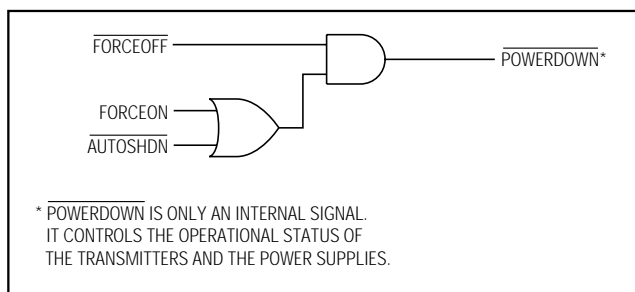 FORCEOFF
POWERDOWN*
FORCEON
AUTOSHDN
* POWERDOWN IS ONLY AN INTERNAL SIGNAL.
IT CONTROLS THE OPERATIONAL STATUS OF
THE TRANSMITTERS AND THE POWER SUPPLIES.